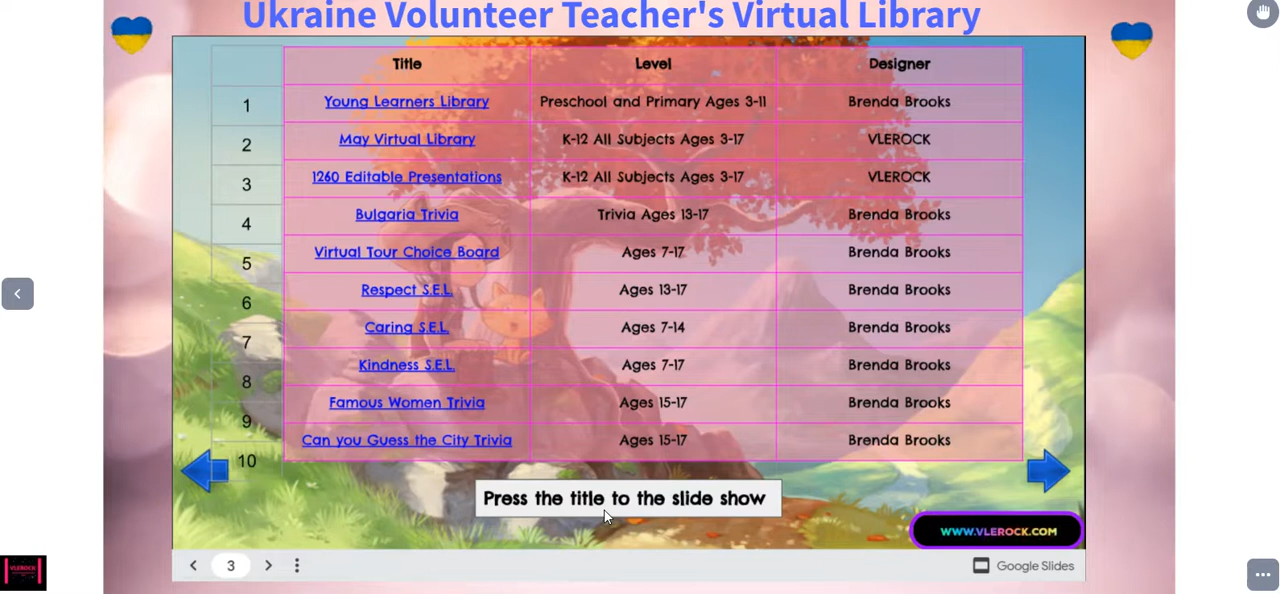 Ukraine Volunteer Teacher's Virtual Library
Title Level Designer
1 Young Learners Library Preschool and Primary Ages 3-11 Brenda Brooks
2 May Virtual Library K-12 All Subjects Ages 3-17 VLEROCK
3 1260 Editable Presentations K-12 All Subjects Ages 3-17 VLEROCK
4 Bulgaria Trivia Trivia Ages 13-17 Brenda Brooks
5 Virtual Tour Choice Board Ages 7-17 Brenda Brooks
6 Respect S.E.L. Ages 13-17 Brenda Brooks
7 Caring S.E.L. Ages 7-14 Brenda Brooks
8 Kindness S.E.L. Ages 7-17 Brenda Brooks
9 Famous Women Trivia Ages 15-17 Brenda Brooks
10 Can you Guess the City Trivia Ages 15-17 Brenda Brooks
Press the title to the slide show
WWW.VLEROCK.COM
3 Google Slides
VLEROCK